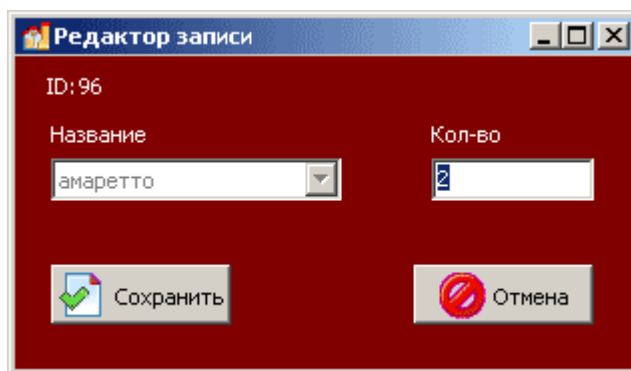 Редактор записи
ID: 96
Название Кол-во
амаретто 2
Сохранить Отмена